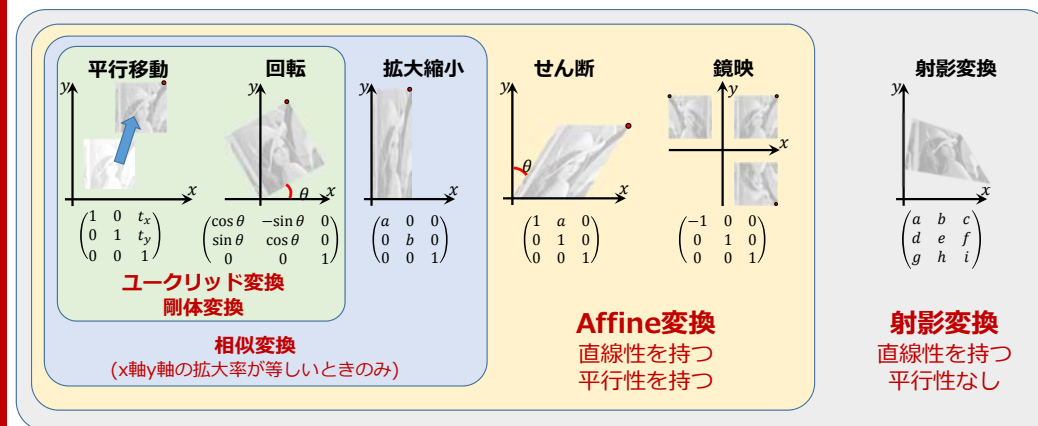 平行移動
回転
拡大縮小
せん断
鏡映
射影変換
y
x
θ
x
y
x
y
θ
x
y
x
y
x
1 0 t_x
0 1 t_y
0 0 1
cos θ −sin θ 0
sin θ cos θ 0
0 0 1
a 0 0
0 b 0
0 0 1
1 a 0
0 1 0
0 0 1
−1 0 0
0 1 0
0 0 1
a b c
d e f
g h i
ユークリッド変換
剛体変換
相似変換
(x軸y軸の拡大率が等しいときのみ)
Affine変換
直線性を持つ
平行性を持つ
射影変換
直線性を持つ
平行性なし